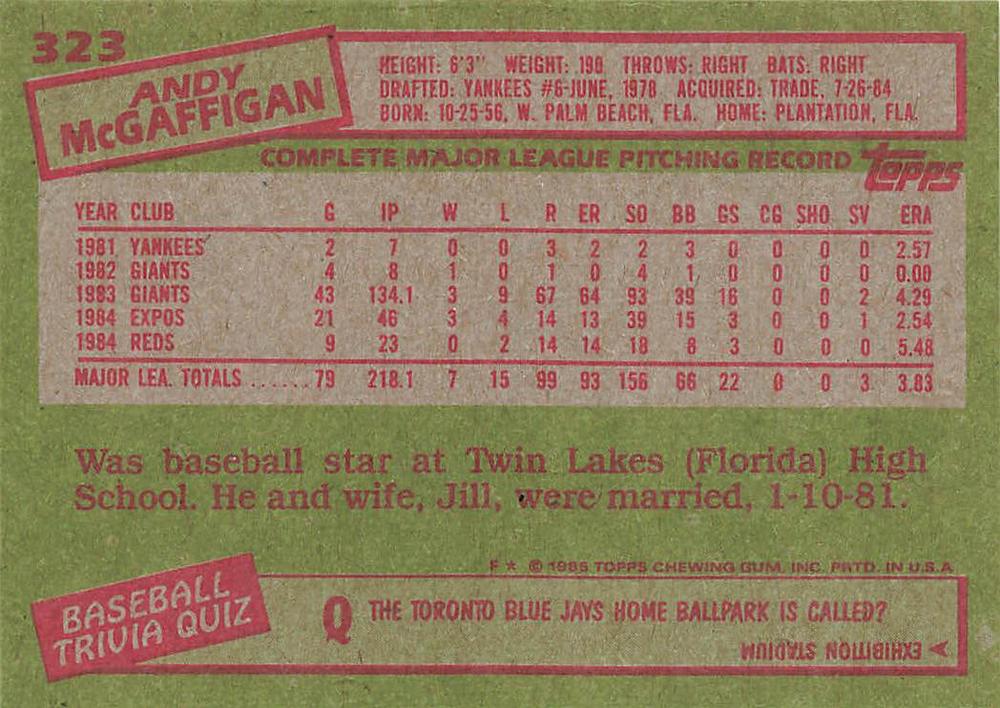 323
ANDY
McGAFFIGAN
HEIGHT: 6'3" WEIGHT: 190 THROWS: RIGHT BATS: RIGHT
DRAFTED: YANKEES #6-JUNE, 1978 ACQUIRED: TRADE, 7-26-84
BORN: 10-25-56, W. PALM BEACH, FLA. HOME: PLANTATION, FLA.
COMPLETE MAJOR LEAGUE PITCHING RECORD topps
YEAR CLUB G IP W L R ER SO BB GS CG SHO SV ERA
1981 YANKEES 2 7 0 0 3 2 2 3 0 0 0 0 2.57
1982 GIANTS 4 8 1 0 1 0 4 1 0 0 0 0 0.00
1983 GIANTS 43 134.1 3 9 67 64 93 39 16 0 0 2 4.29
1984 EXPOS 21 46 3 4 14 13 39 15 3 0 0 1 2.54
1984 REDS 9 23 0 2 14 14 18 8 3 0 0 0 5.48
MAJOR LEA. TOTALS ...... 79 218.1 7 15 99 93 156 66 22 0 0 3 3.83
Was baseball star at Twin Lakes (Florida) High
School. He and wife, Jill, were married, 1-10-81.
F * © 1985 TOPPS CHEWING GUM, INC. PRTD. IN U.S.A
BASEBALL
TRIVIA QUIZ
Q THE TORONTO BLUE JAYS HOME BALLPARK IS CALLED?
EXHIBITION STADIUM